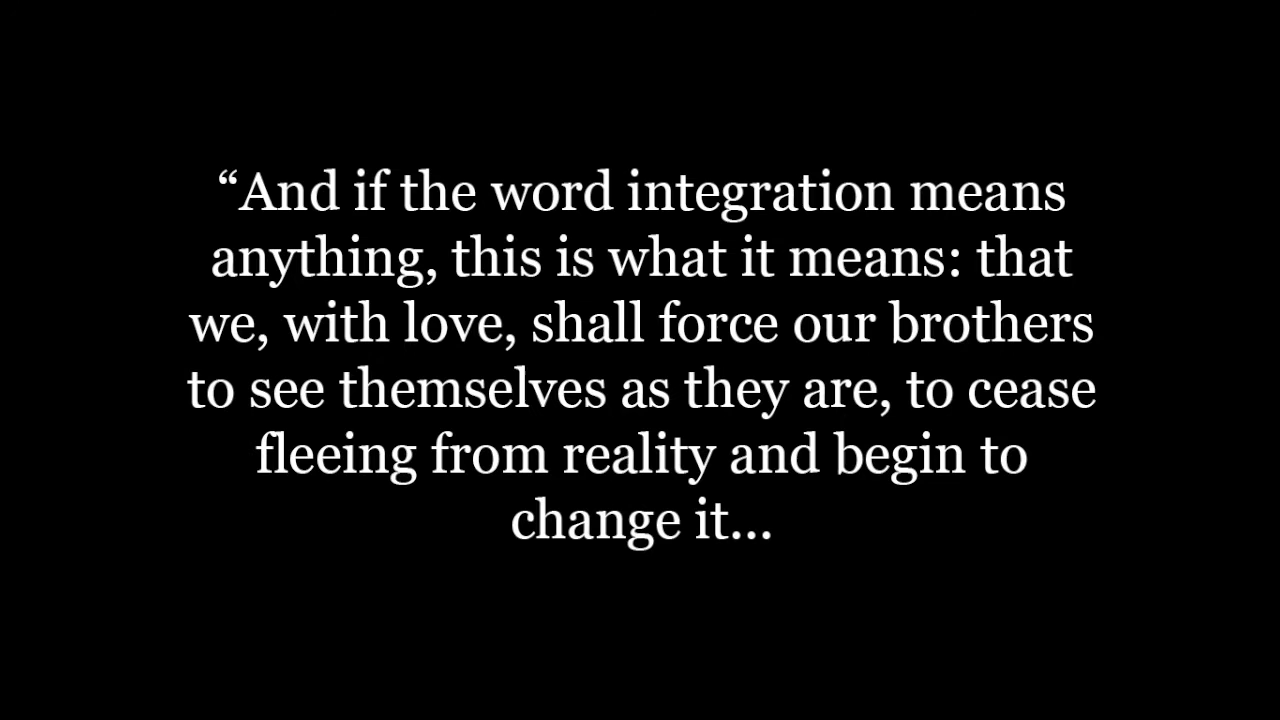 “And if the word integration means
anything, this is what it means: that
we, with love, shall force our brothers
to see themselves as they are, to cease
fleeing from reality and begin to
change it...